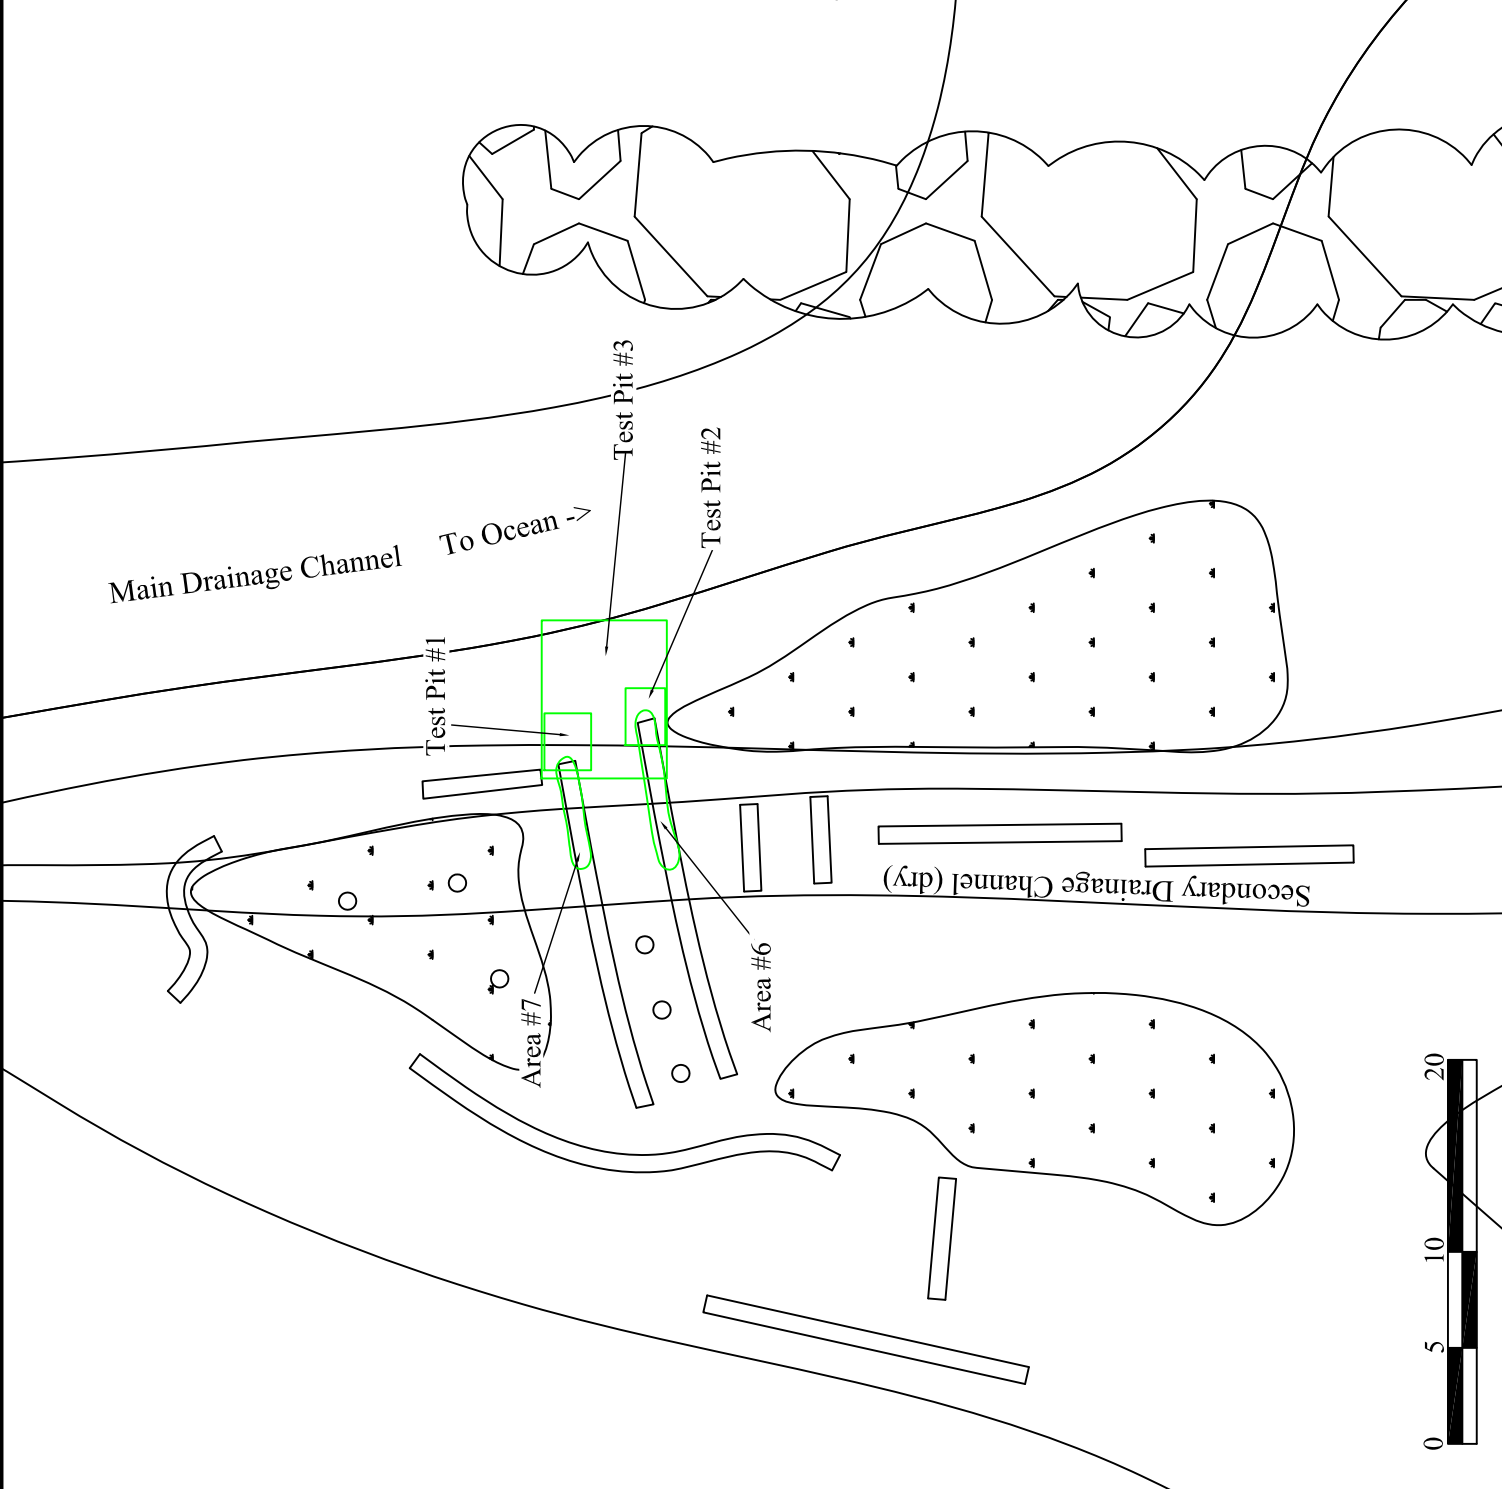 Test Pit #3
Test Pit #2
To Ocean ->
Main Drainage Channel
Test Pit #1
Secondary Drainage Channel (dry)
Area #6
Area #7
20
10
5
0